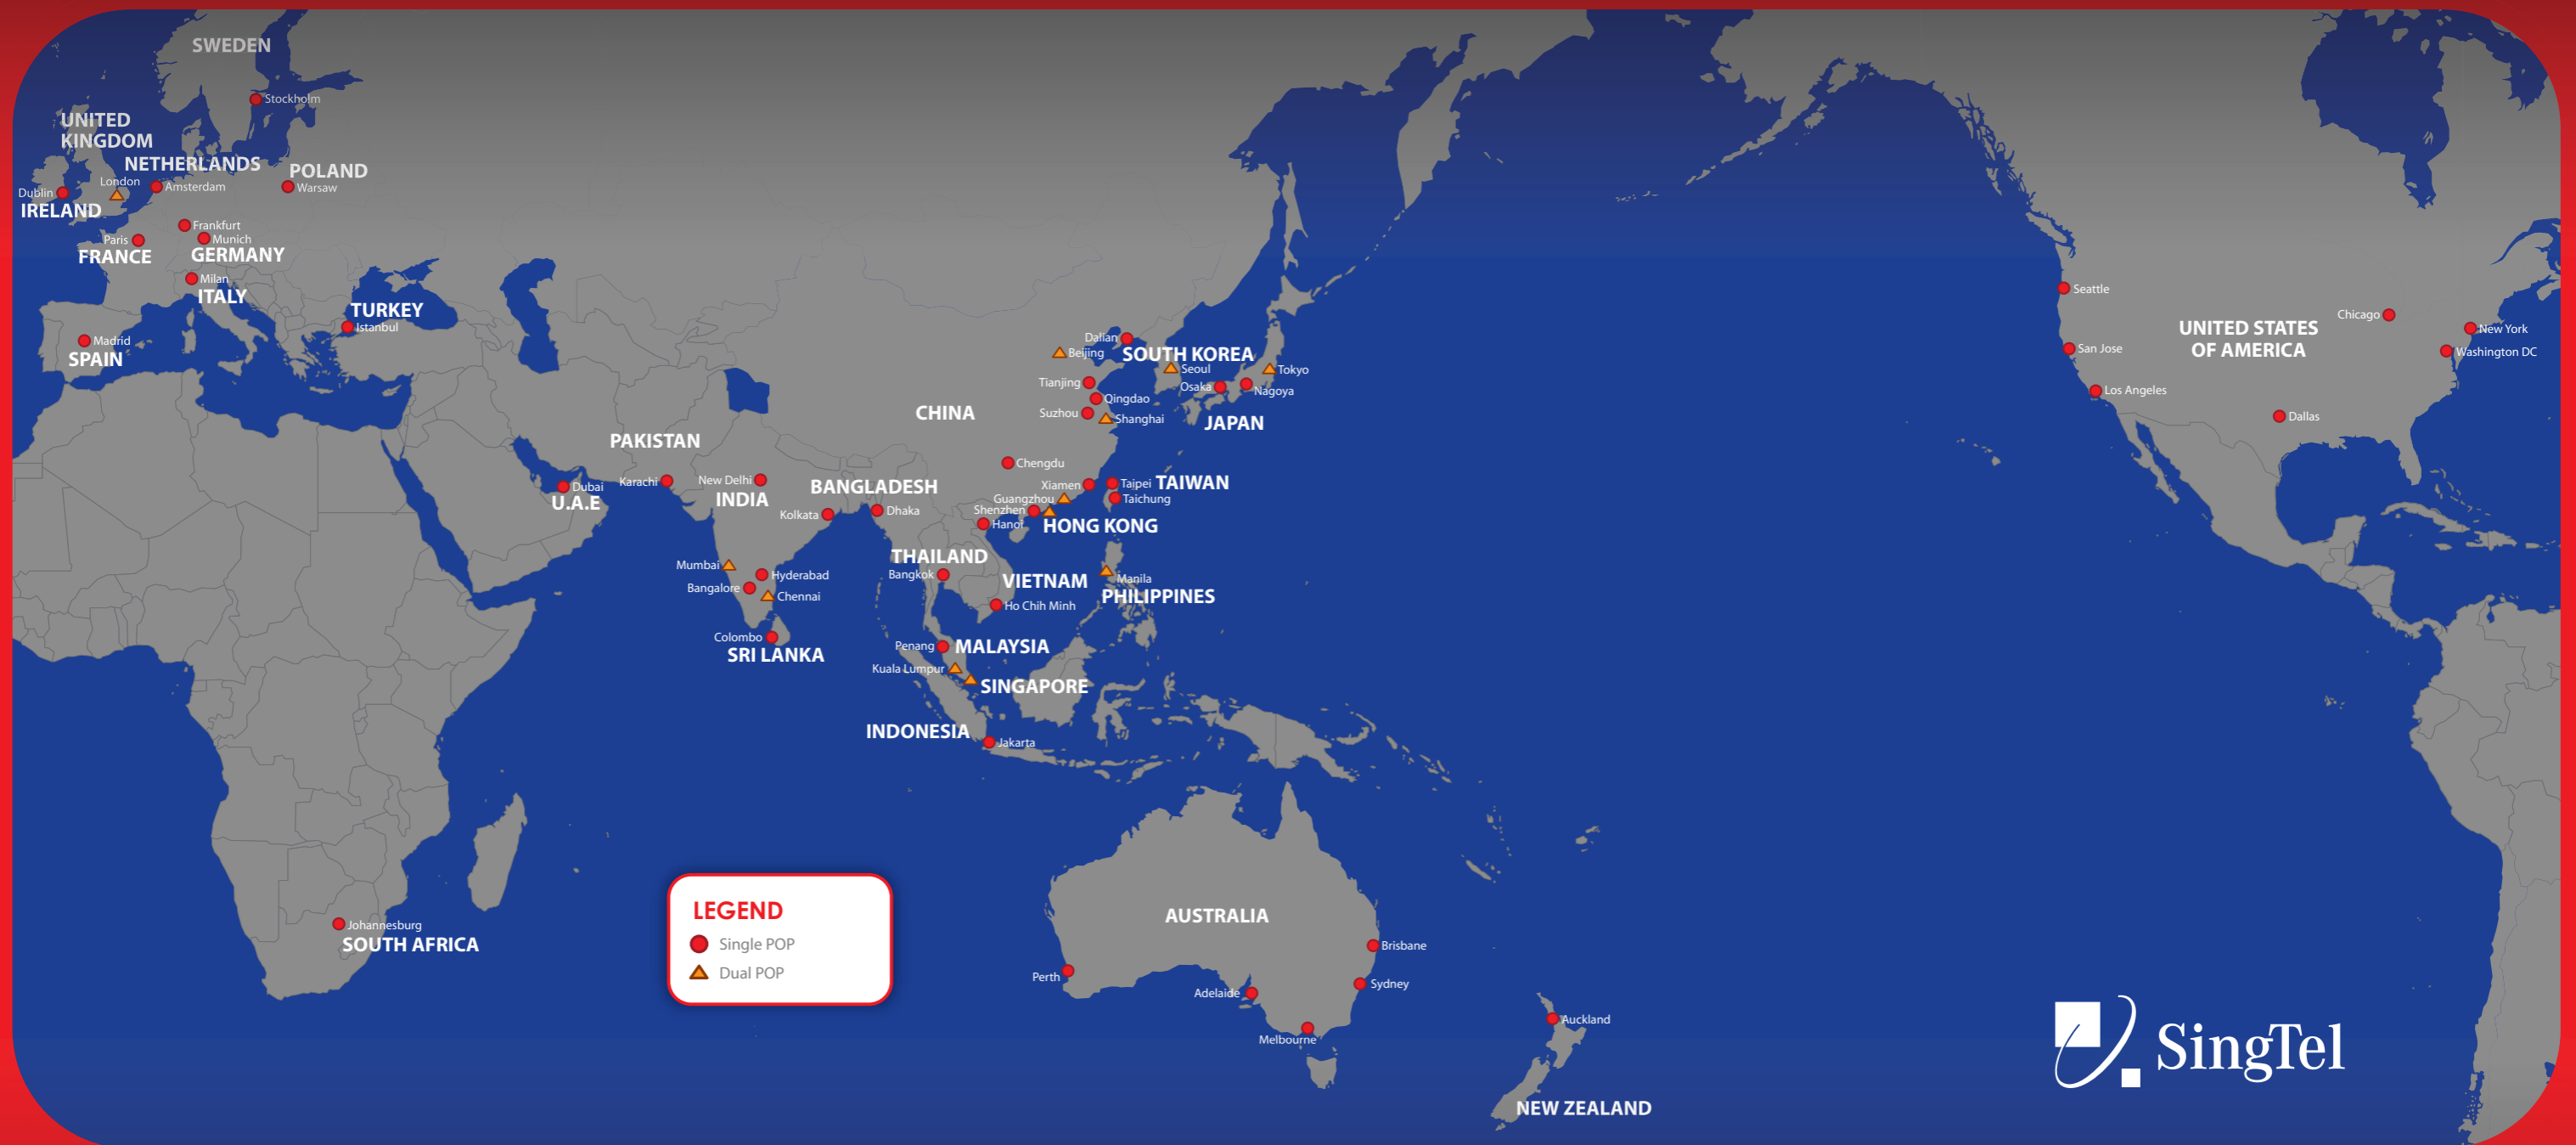 SWEDEN
Stockholm
UNITED
KINGDOM
London
NETHERLANDS
Amsterdam
POLAND
Warsaw
Dublin
IRELAND
Frankfurt
Paris
Munich
FRANCE
GERMANY
Milan
ITALY
TURKEY
Istanbul
Madrid
SPAIN
Dalian
Beijing
SOUTH KOREA
Seoul
Tokyo
Tianjing
Osaka
Nagoya
Qingdao
CHINA
Suzhou
Shanghai
JAPAN
PAKISTAN
Chengdu
Karachi
New Delhi
INDIA
Dubai
U.A.E
BANGLADESH
Kolkata
Dhaka
Xiamen
Taipei
TAIWAN
Guangzhou
Taichung
Shenzhen
Hanoi
HONG KONG
THAILAND
Bangkok
VIETNAM
Ho Chih Minh
Manila
PHILIPPINES
Mumbai
Hyderabad
Bangalore
Chennai
Colombo
SRI LANKA
Penang
MALAYSIA
Kuala Lumpur
SINGAPORE
INDONESIA
Jakarta
Seattle
Chicago
New York
UNITED STATES
OF AMERICA
San Jose
Washington DC
Los Angeles
Dallas
Johannesburg
SOUTH AFRICA
LEGEND
Single POP
Dual POP
AUSTRALIA
Brisbane
Perth
Sydney
Adelaide
Melbourne
Auckland
NEW ZEALAND
SingTel